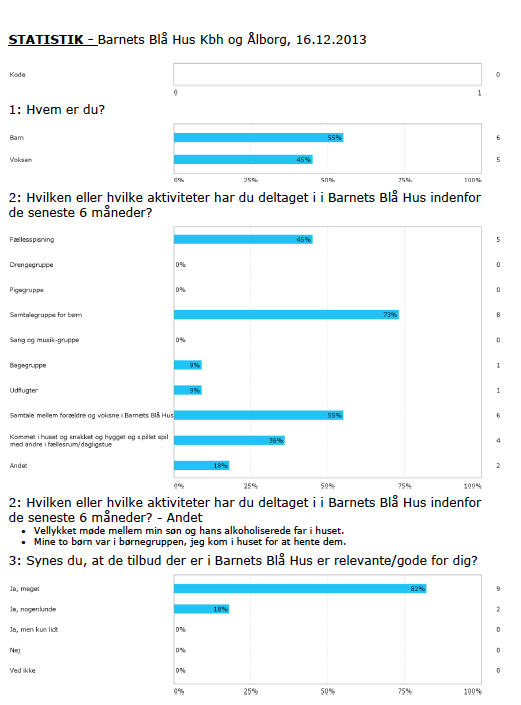 STATISTIK – Barnets Blå Hus Kbh og Ålborg, 16.12.2013
Kode 0
0 1
1: Hvem er du?
Barn 55% 6
Voksen 45% 5
0% 25% 50% 75% 100%
2: Hvilken eller hvilke aktiviteter har du deltaget i i Barnets Blå Hus indenfor
de seneste 6 måneder?
Fællesspisning 45% 5
Drengegruppe 0% 0
Pigegruppe 0% 0
Samtalegruppe for børn 73% 8
Sang og musik-gruppe 0% 0
Bagegruppe 9% 1
Udflugter 9% 1
Samtale mellem forældre og voksne i Barnets Blå Hus 55% 6
Kommet i huset og snakket og hygget og spillet spil
med andre i fællesrum/dagligstue 36% 4
Andet 18% 2
0% 25% 50% 75% 100%
2: Hvilken eller hvilke aktiviteter har du deltaget i i Barnets Blå Hus indenfor
de seneste 6 måneder? - Andet
• Vellykket møde mellem min søn og hans alkoholiserede far i huset.
• Mine to børn var i børnegruppen, jeg kom i huset for at hente dem.
3: Synes du, at de tilbud der er i Barnets Blå Hus er relevante/gode for dig?
Ja, meget 82% 9
Ja, nogenlunde 18% 2
Ja, men kun lidt 0% 0
Nej 0% 0
Ved ikke 0% 0
0% 25% 50% 75% 100%